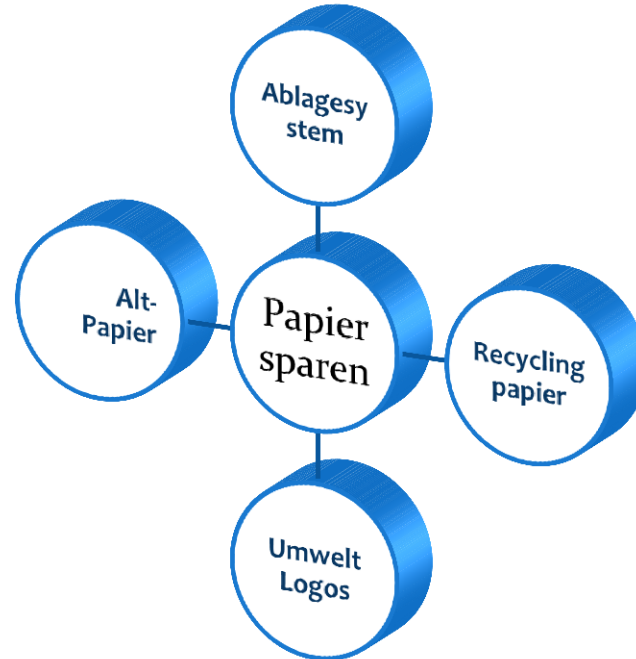 Ablagesy
stem
Alt-
Papier
Papier
sparen
Recycling
papier
Umwelt
Logos